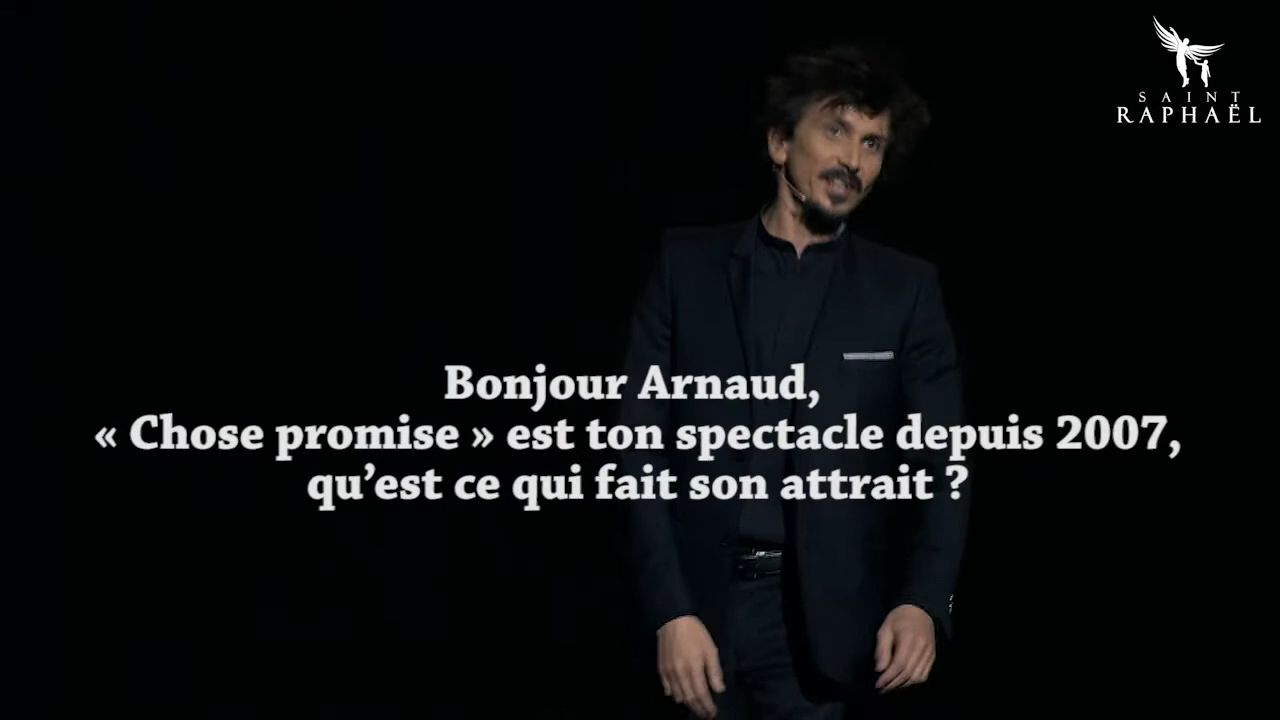 SAINT
RAPHAËL
Bonjour Arnaud,
« Chose promise » est ton spectacle depuis 2007,
qu’est ce qui fait son attrait ?